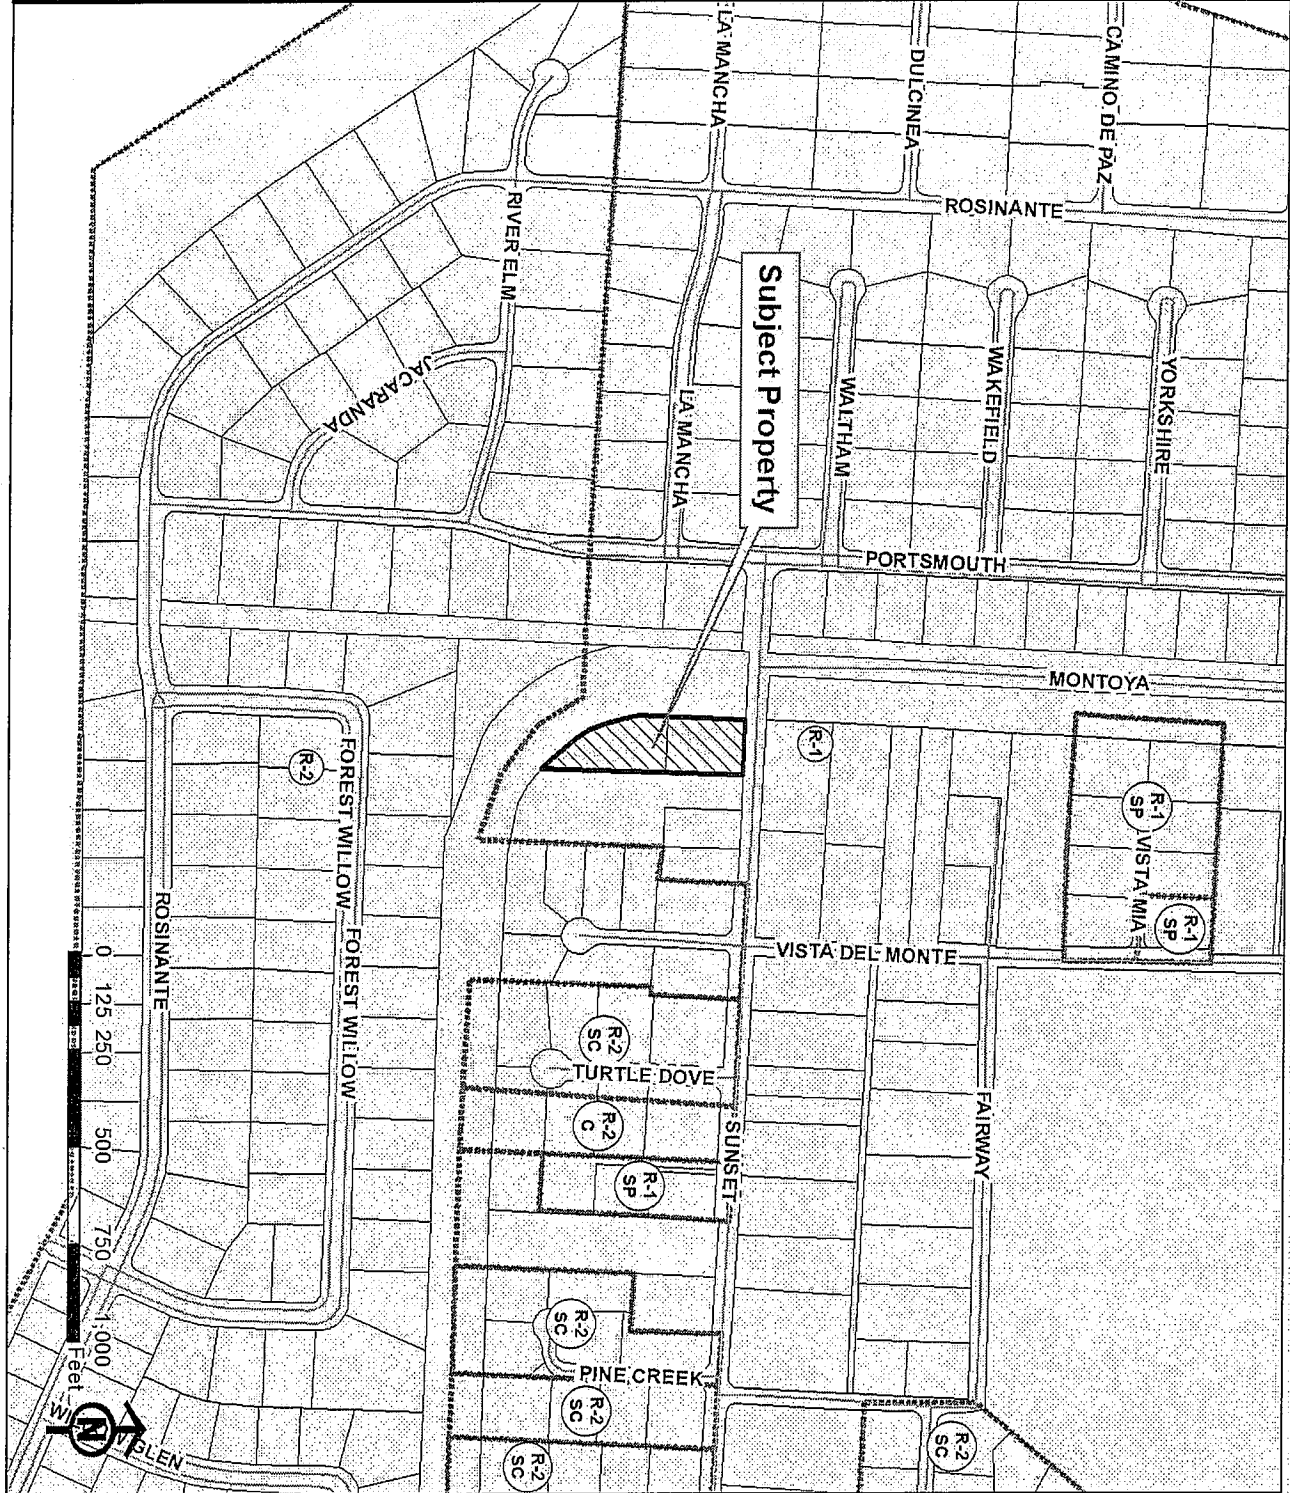 LA MANCHA
DULCINEA
CAMINO DE PAZ
ROSINANTE
RIVER ELM
Subject Property
WALTHAM
WAKEFIELD
YORKSHIRE
JACARANDA
LA MANCHA
PORTSMOUTH
MONTOYA
R-1
R-1
SP
VISTA MIA
R-1
SP
R-2
FOREST WILLOW
FOREST WILLOW
ROSINANTE
VISTA DEL MONTE
R-2
SC
TURTLE DOVE
R-2
C
R-1
SP
SUNSET
FAIRWAY
R-2
SC
PINE CREEK
R-2
SC
R-2
SC
R-2
SC
0 125 250 500 750 1,000
Feet
N
GLEN